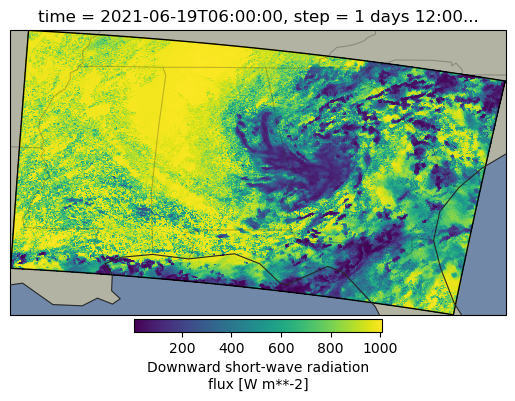 time = 2021-06-19T06:00:00, step = 1 days 12:00...
200 400 600 800 1000
Downward short-wave radiation
flux [W m**-2]